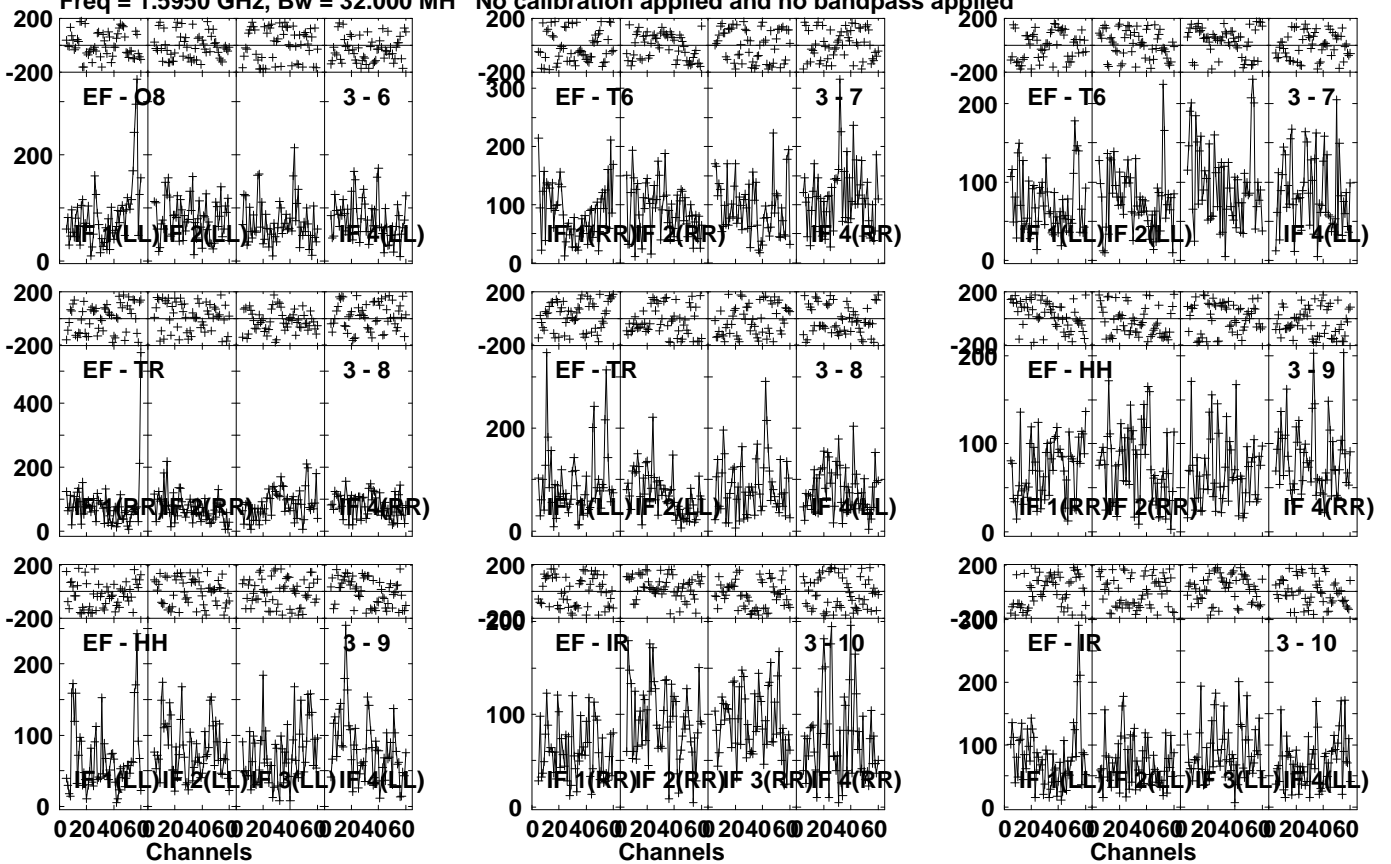 Freq = 1.5950 GHz, Bw = 32.000 MH No calibration applied and no bandpass applied
200
-200
EF - O8 3 - 6
200
0
IF 1(LL) IF 2(LL) IF 4(LL)
200
-200
300
EF - T6 3 - 7
200
100
0
IF 1(RR) IF 2(RR) IF 4(RR)
200
-200
EF - T6 3 - 7
200
100
0
IF 1(LL) IF 2(LL) IF 4(LL)
200
-200
EF - TR 3 - 8
400
200
0
IF 1(RR) IF 2(RR) IF 4(RR)
200
-200
EF - TR 3 - 8
200
0
IF 1(LL) IF 2(LL) IF 4(LL)
200
-200
200
EF - HH 3 - 9
100
0
IF 1(RR) IF 2(RR) IF 4(RR)
200
-200
EF - HH 3 - 9
200
100
0
IF 1(LL) IF 2(LL) IF 3(LL) IF 4(LL)
0 20 40 60 0 20 40 60 0 20 40 60 0 20 40 60
Channels
200
-200
200
EF - IR 3 - 10
100
0
IF 1(RR) IF 2(RR) IF 3(RR) IF 4(RR)
0 20 40 60 0 20 40 60 0 20 40 60 0 20 40 60
Channels
200
-200
300
EF - IR 3 - 10
200
100
0
IF 1(LL) IF 2(LL) IF 3(LL) IF 4(LL)
0 20 40 60 0 20 40 60 0 20 40 60 0 20 40 60
Channels